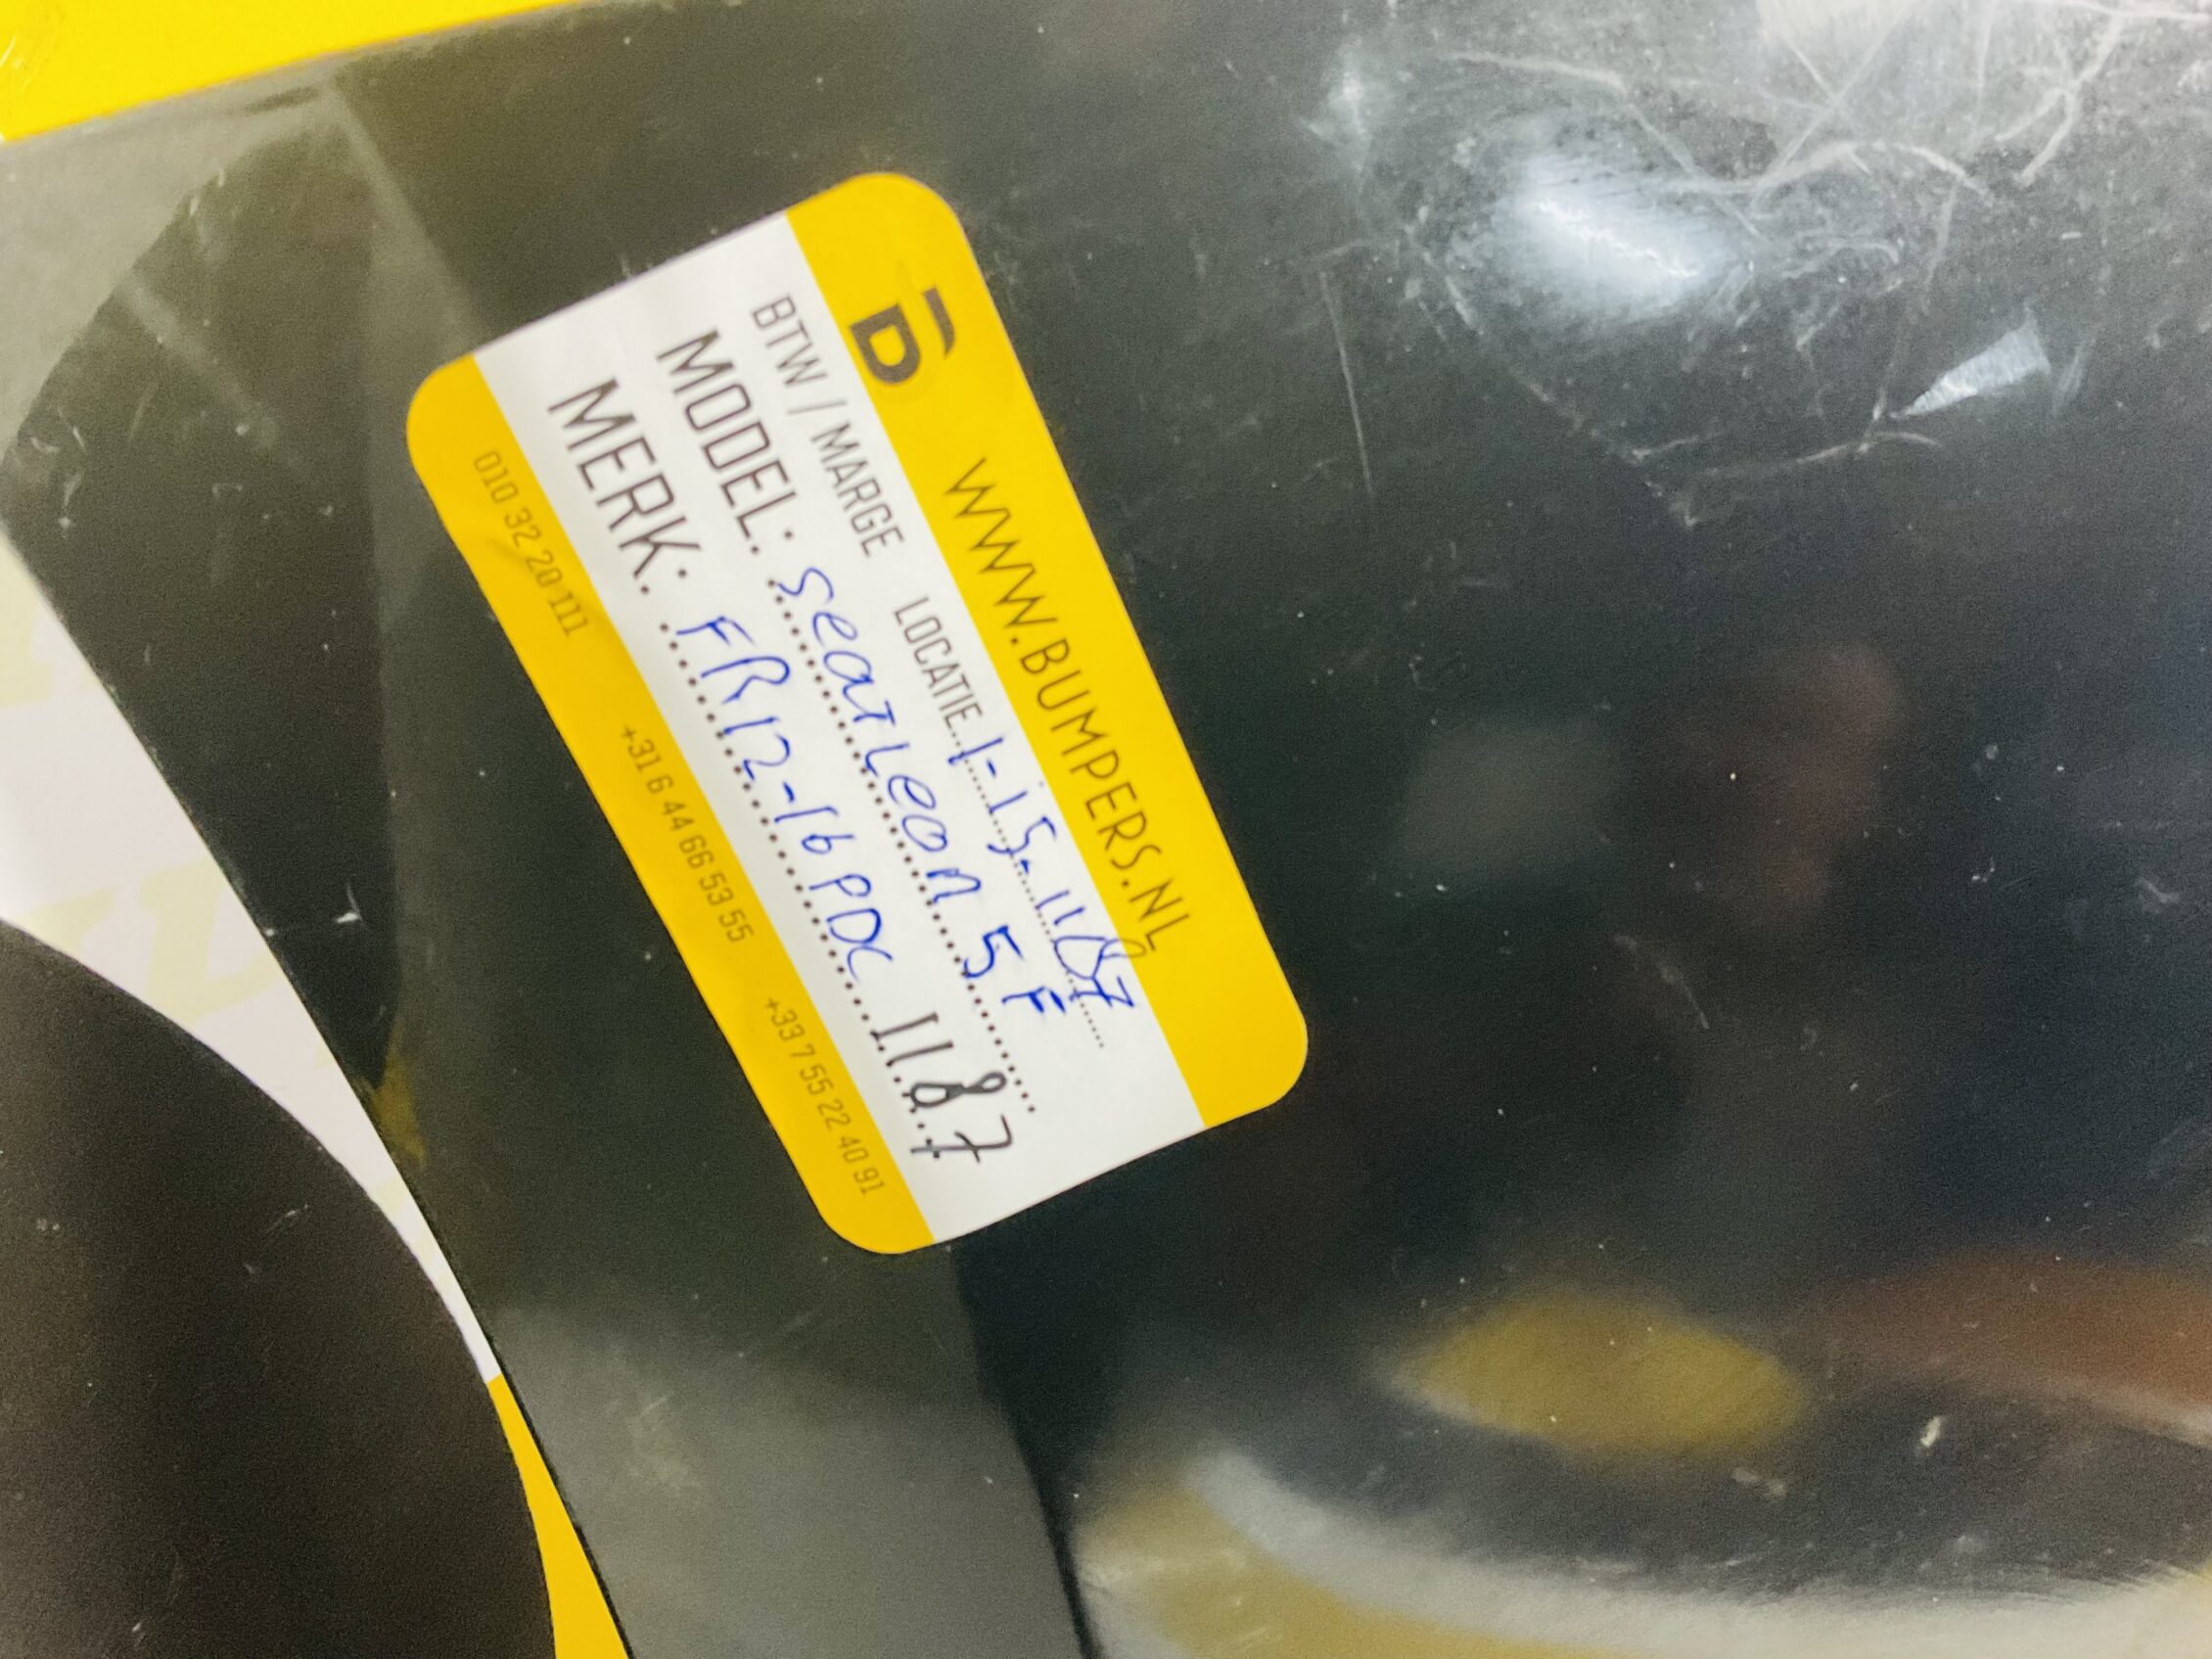 B WWW.BUMPERS.NL
BTW / MARGE LOCATIE 1-15-1187
MODEL: seat Leon 5F
MERK: FR 12-16 PDC 1187
010 32 20 111 +31 6 44 66 53 55 +33 7 55 22 40 91